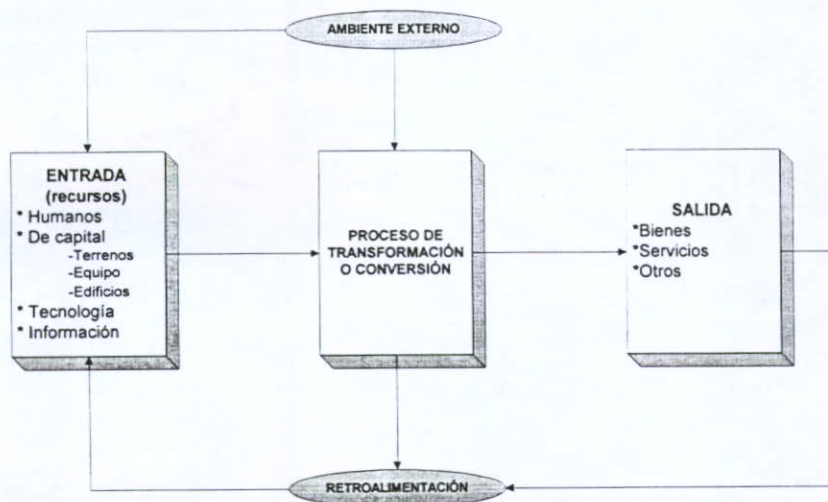 AMBIENTE EXTERNO
ENTRADA
(recursos)
* Humanos
* De capital
-Terrenos
-Equipo
-Edificios
* Tecnología
* Información
PROCESO DE
TRANSFORMACIÓN
O CONVERSIÓN
SALIDA
*Bienes
*Servicios
*Otros
RETROALIMENTACIÓN